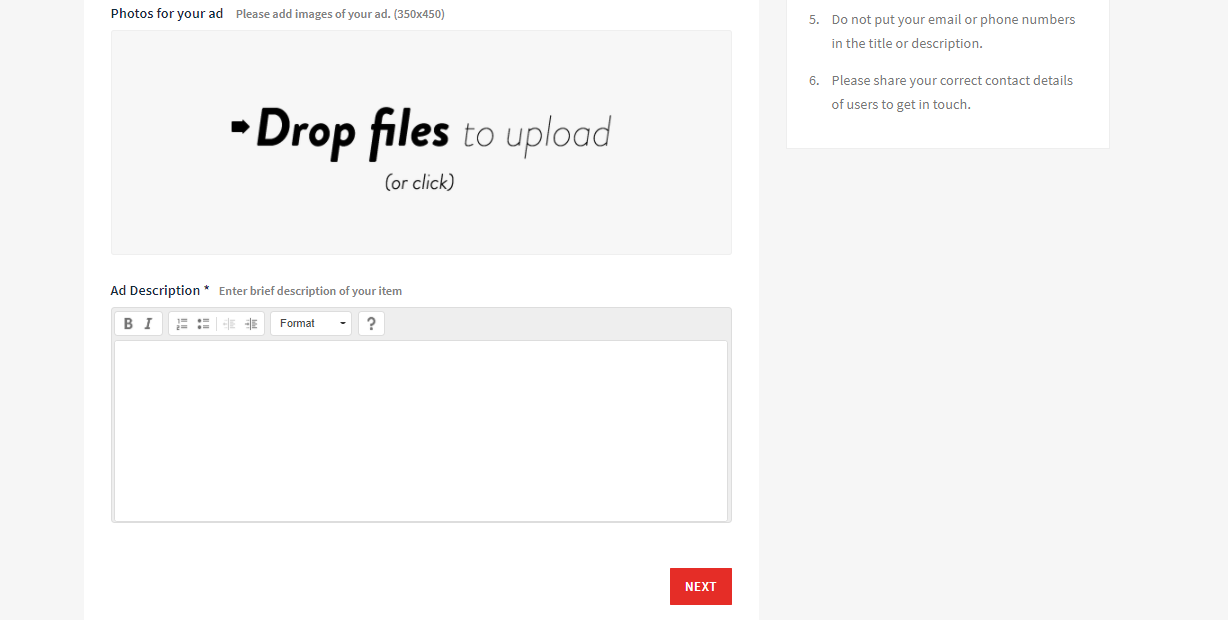 Photos for your ad Please add images of your ad. (350x450)
Drop files to upload
(or click)
Ad Description * Enter brief description of your item
B I Format ?
NEXT
5. Do not put your email or phone numbers
in the title or description.
6. Please share your correct contact details
of users to get in touch.